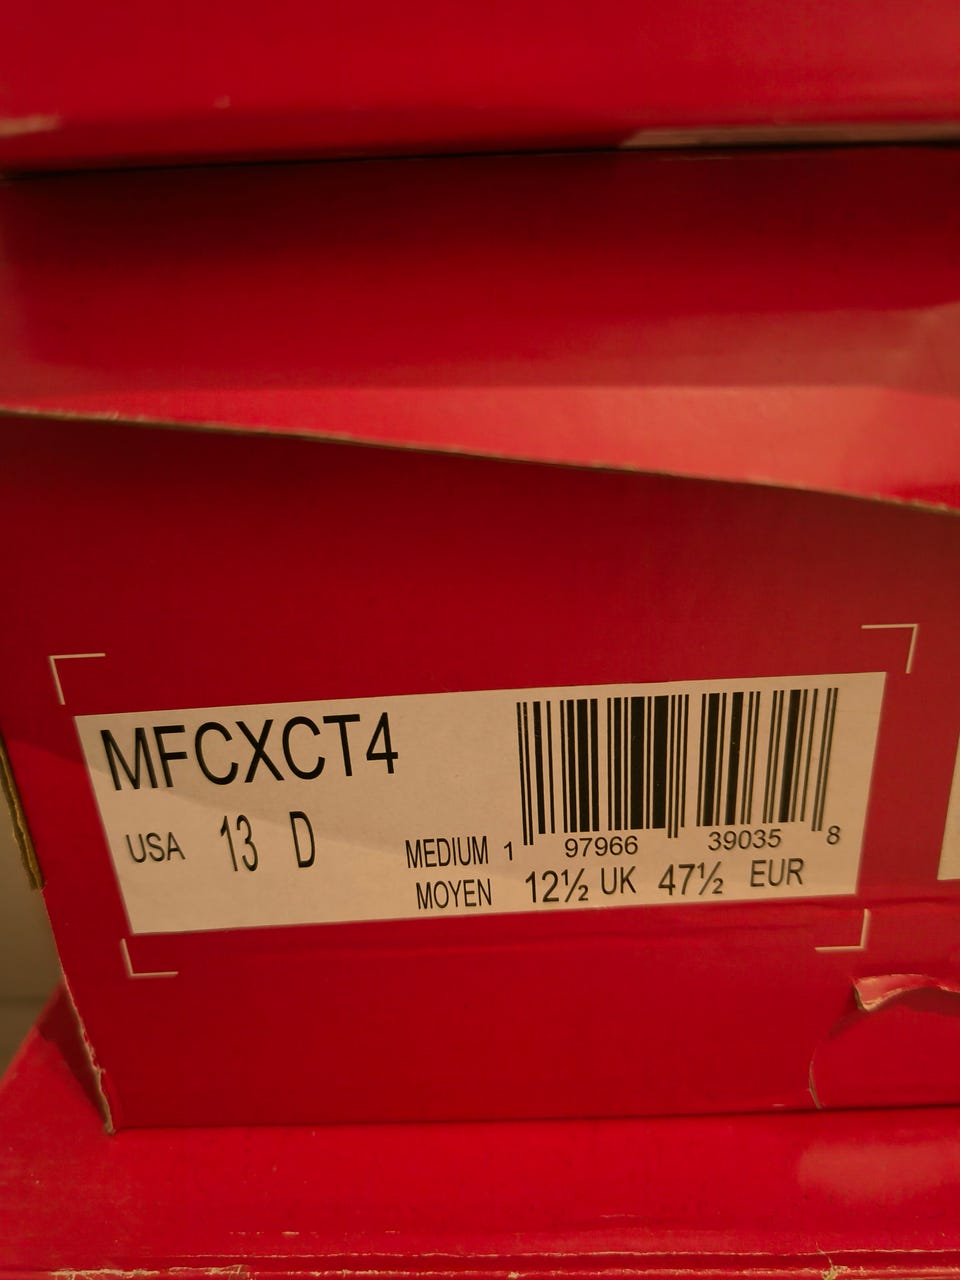 MFCXCT4
USA 13 D
MEDIUM
MOYEN
1 97966 39035 8
12½ UK 47½ EUR